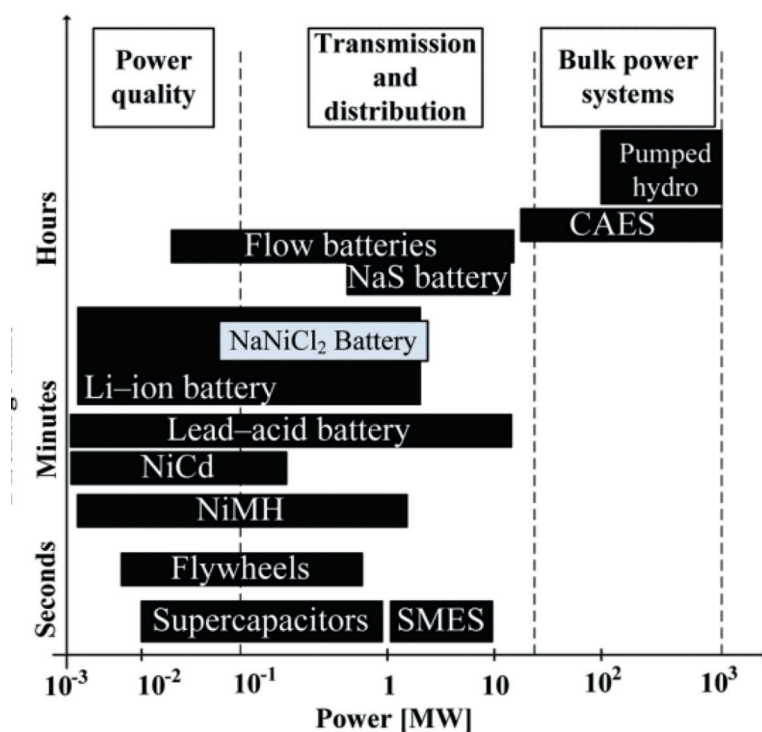 Power
quality
Transmission
and
distribution
Bulk power
systems
Pumped
hydro
CAES
Flow batteries
NaS battery
NaNiCl₂ Battery
Li–ion battery
Lead–acid battery
NiCd
NiMH
Flywheels
Supercapacitors
SMES
Hours
Minutes
Seconds
10⁻³
10⁻²
10⁻¹
1
10
10²
10³
Power [MW]